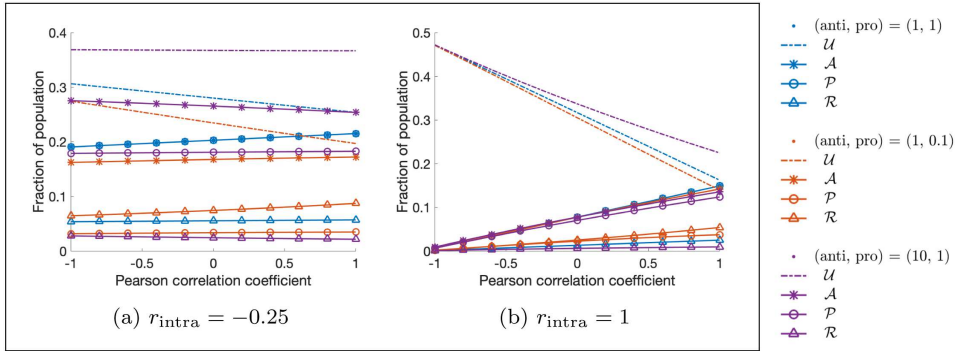 0.4
0.3
0.2
0.1
0
Fraction of population
-1 -0.5 0 0.5 1
Pearson correlation coefficient
(a) r_intra = −0.25
0.5
0.4
0.3
0.2
0.1
0
Fraction of population
-1 -0.5 0 0.5 1
Pearson correlation coefficient
(b) r_intra = 1
(anti, pro) = (1, 1)
𝒰
𝒜
𝒫
ℛ
(anti, pro) = (1, 0.1)
𝒰
𝒜
𝒫
ℛ
(anti, pro) = (10, 1)
𝒰
𝒜
𝒫
ℛ